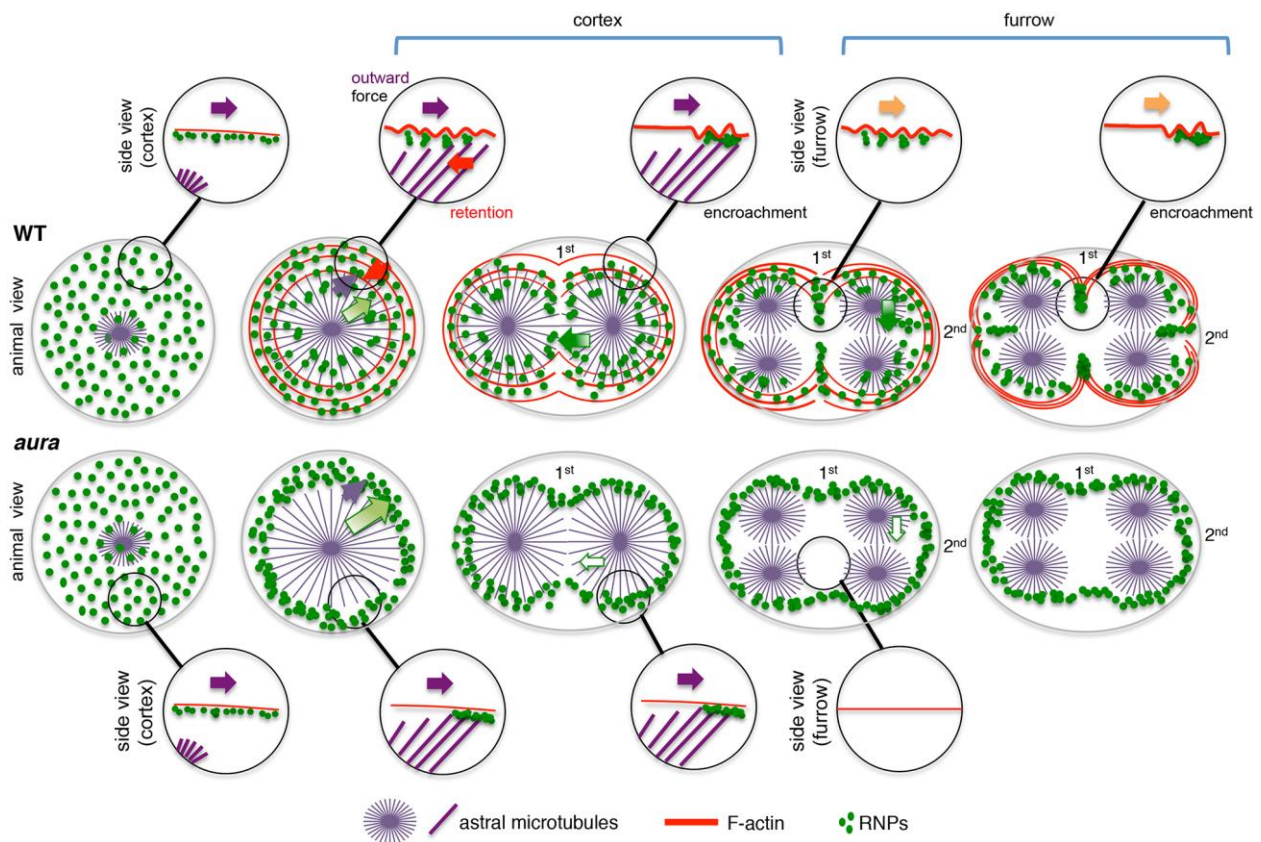 cortex
furrow
side view
(cortex)
outward
force
retention
encroachment
side view
(furrow)
encroachment
WT
animal view
1st
1st
2nd
1st
2nd
aura
animal view
1st
1st
2nd
1st
2nd
side view
(cortex)
side view
(furrow)
astral microtubules
F-actin
RNPs